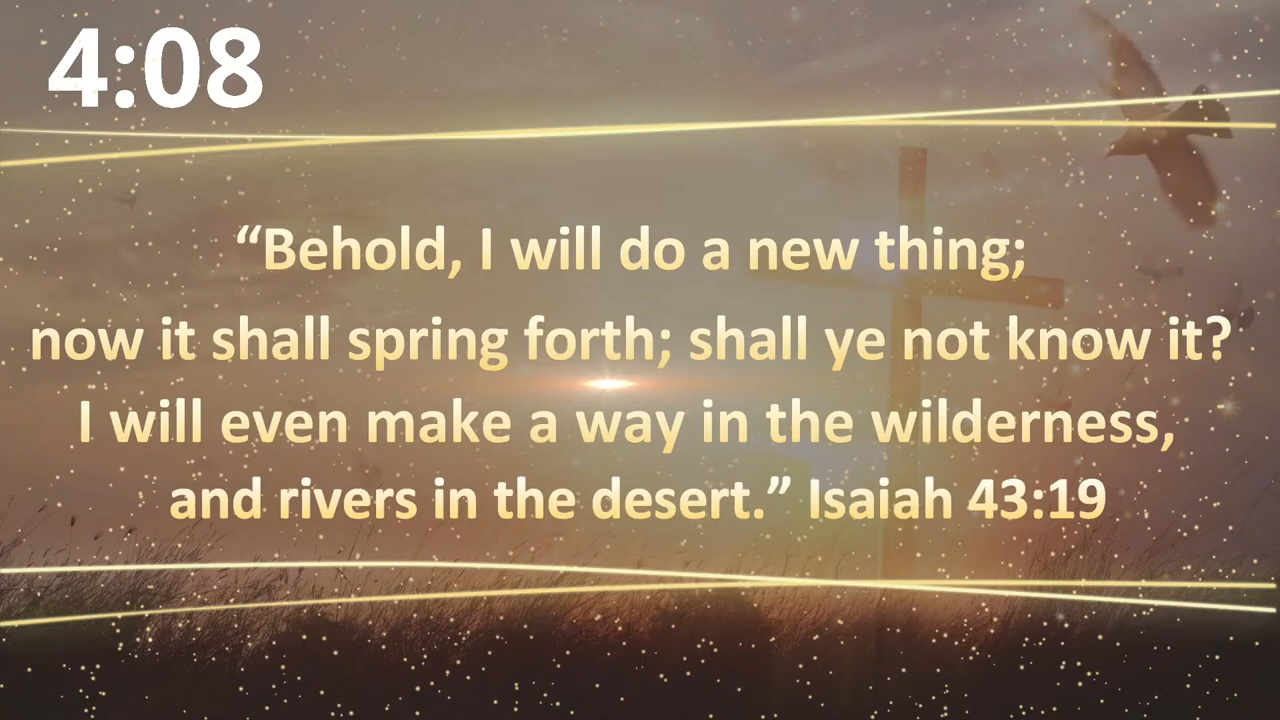 4:08
“Behold, I will do a new thing;
now it shall spring forth; shall ye not know it?
I will even make a way in the wilderness,
and rivers in the desert.” Isaiah 43:19